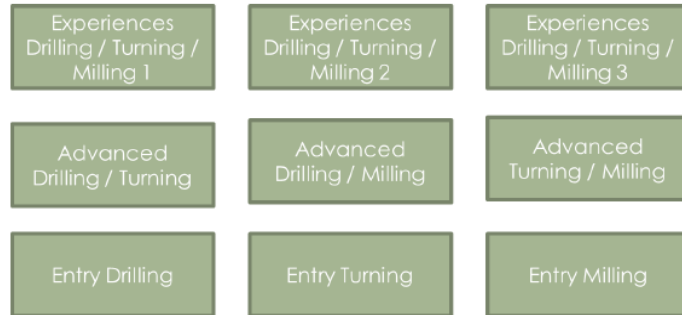 Experiences
Drilling / Turning /
Milling 1
Experiences
Drilling / Turning /
Milling 2
Experiences
Drilling / Turning /
Milling 3
Advanced
Drilling / Turning
Advanced
Drilling / Milling
Advanced
Turning / Milling
Entry Drilling
Entry Turning
Entry Milling